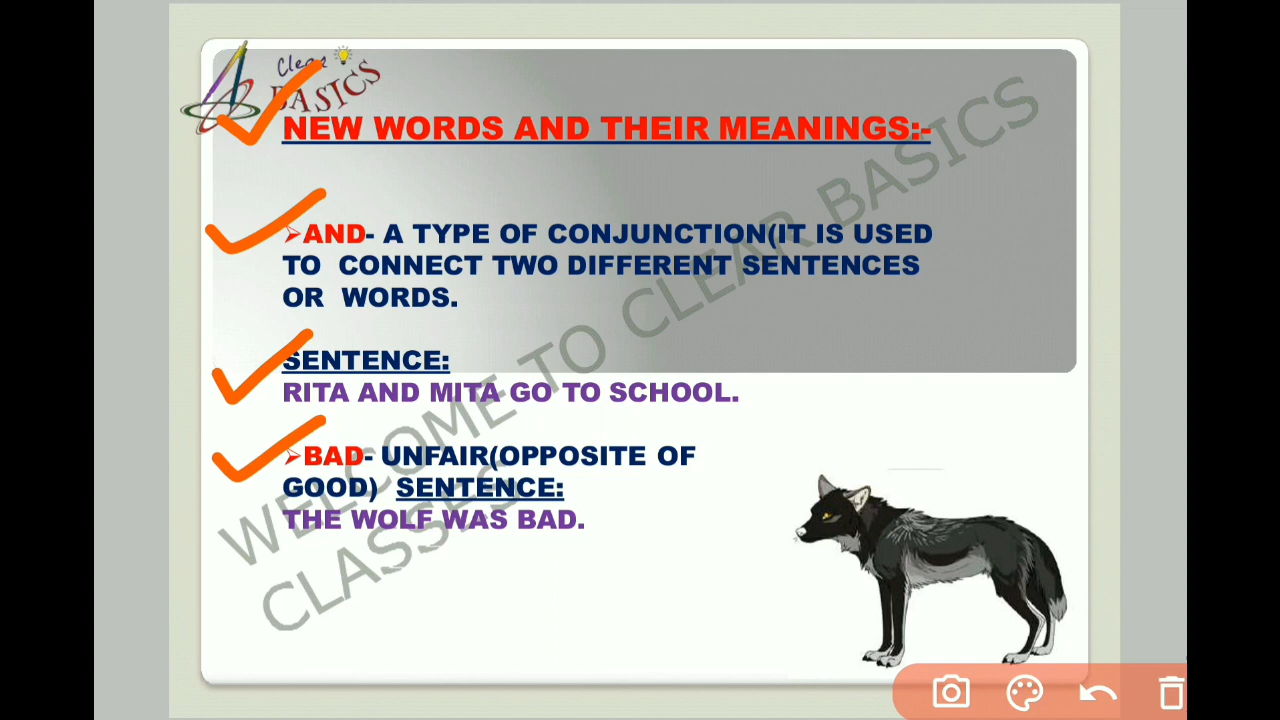 Clear
BASICS
NEW WORDS AND THEIR MEANINGS:-
➢AND- A TYPE OF CONJUNCTION(IT IS USED
TO CONNECT TWO DIFFERENT SENTENCES
OR WORDS.
SENTENCE:
RITA AND MITA GO TO SCHOOL.
➢BAD- UNFAIR(OPPOSITE OF
GOOD) SENTENCE:
THE WOLF WAS BAD.
WELCOME TO CLEAR BASICS
CLASSES